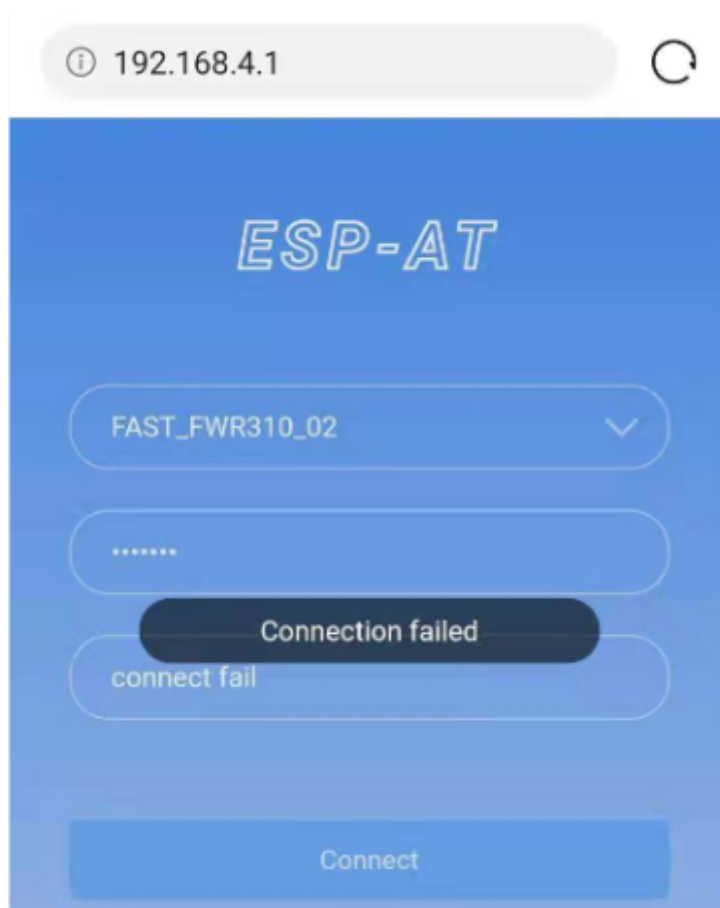 192.168.4.1
ESP-AT
FAST_FWR310_02
•••••••
Connection failed
connect fail
Connect